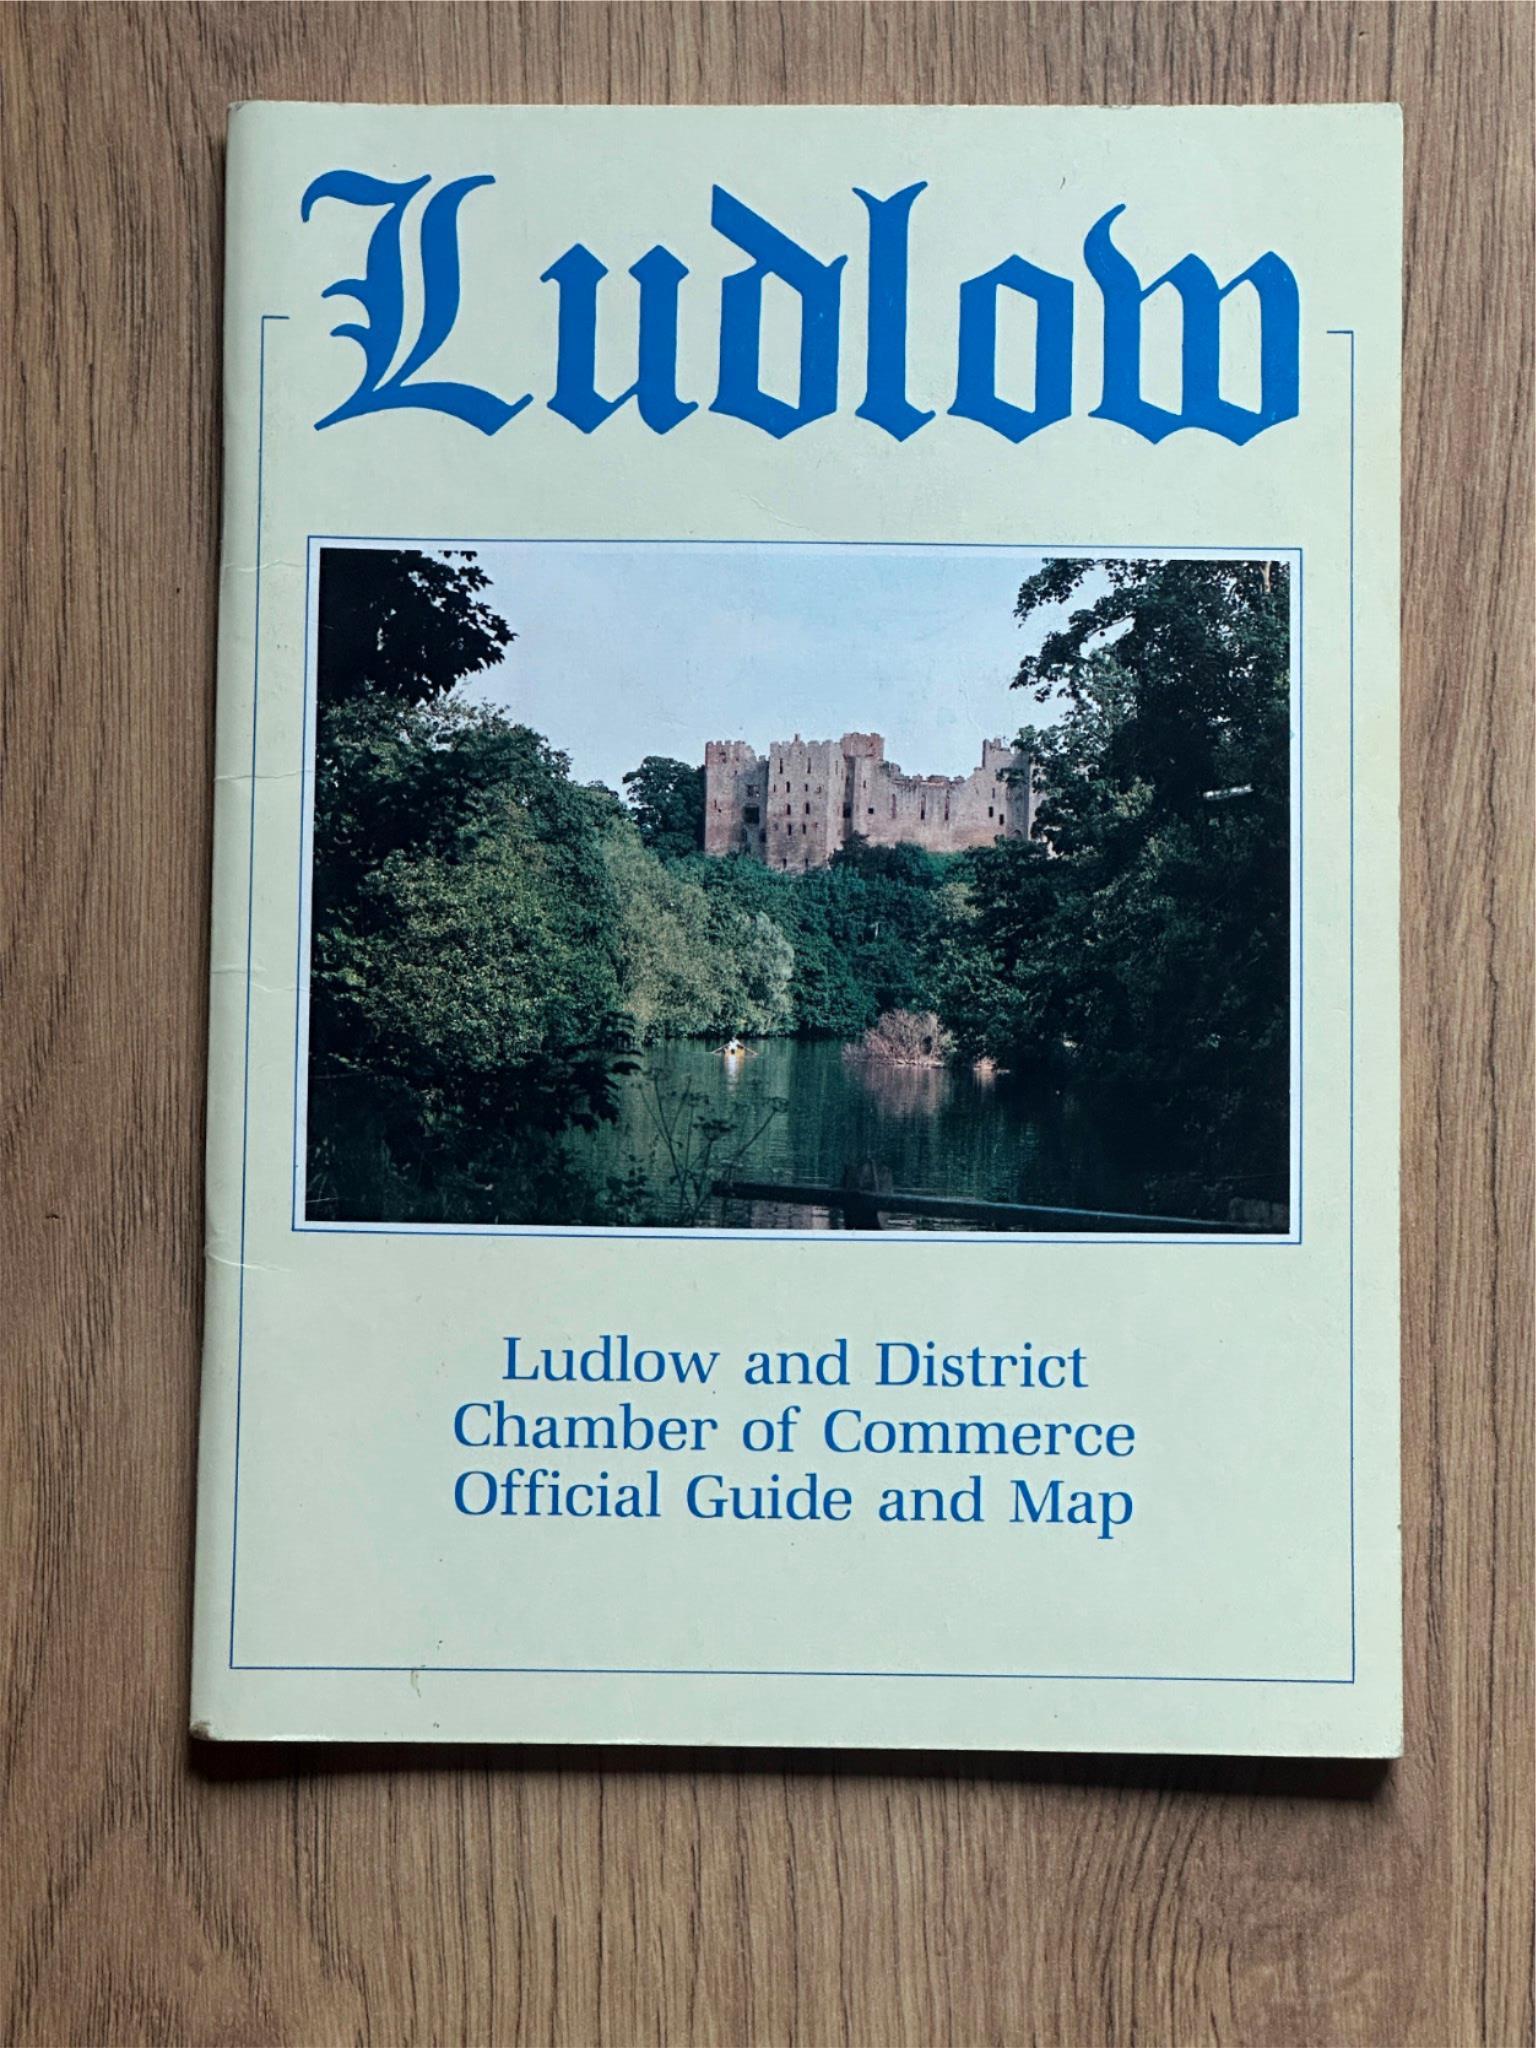 Ludlow
Ludlow and District
Chamber of Commerce
Official Guide and Map